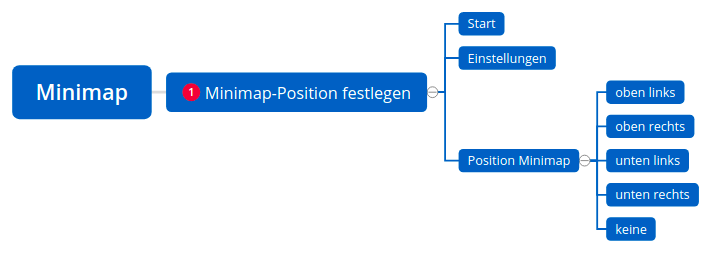 Minimap
1 Minimap-Position festlegen
Start
Einstellungen
Position Minimap
oben links
oben rechts
unten links
unten rechts
keine